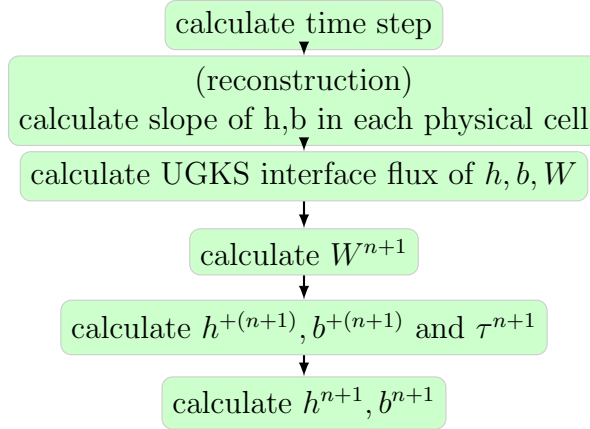 calculate time step
(reconstruction)
calculate slope of h,b in each physical cell
calculate UGKS interface flux of $h, b, W$
calculate $W^{n+1}$
calculate $h^{+(n+1)}, b^{+(n+1)}$ and $\tau^{n+1}$
calculate $h^{n+1}, b^{n+1}$